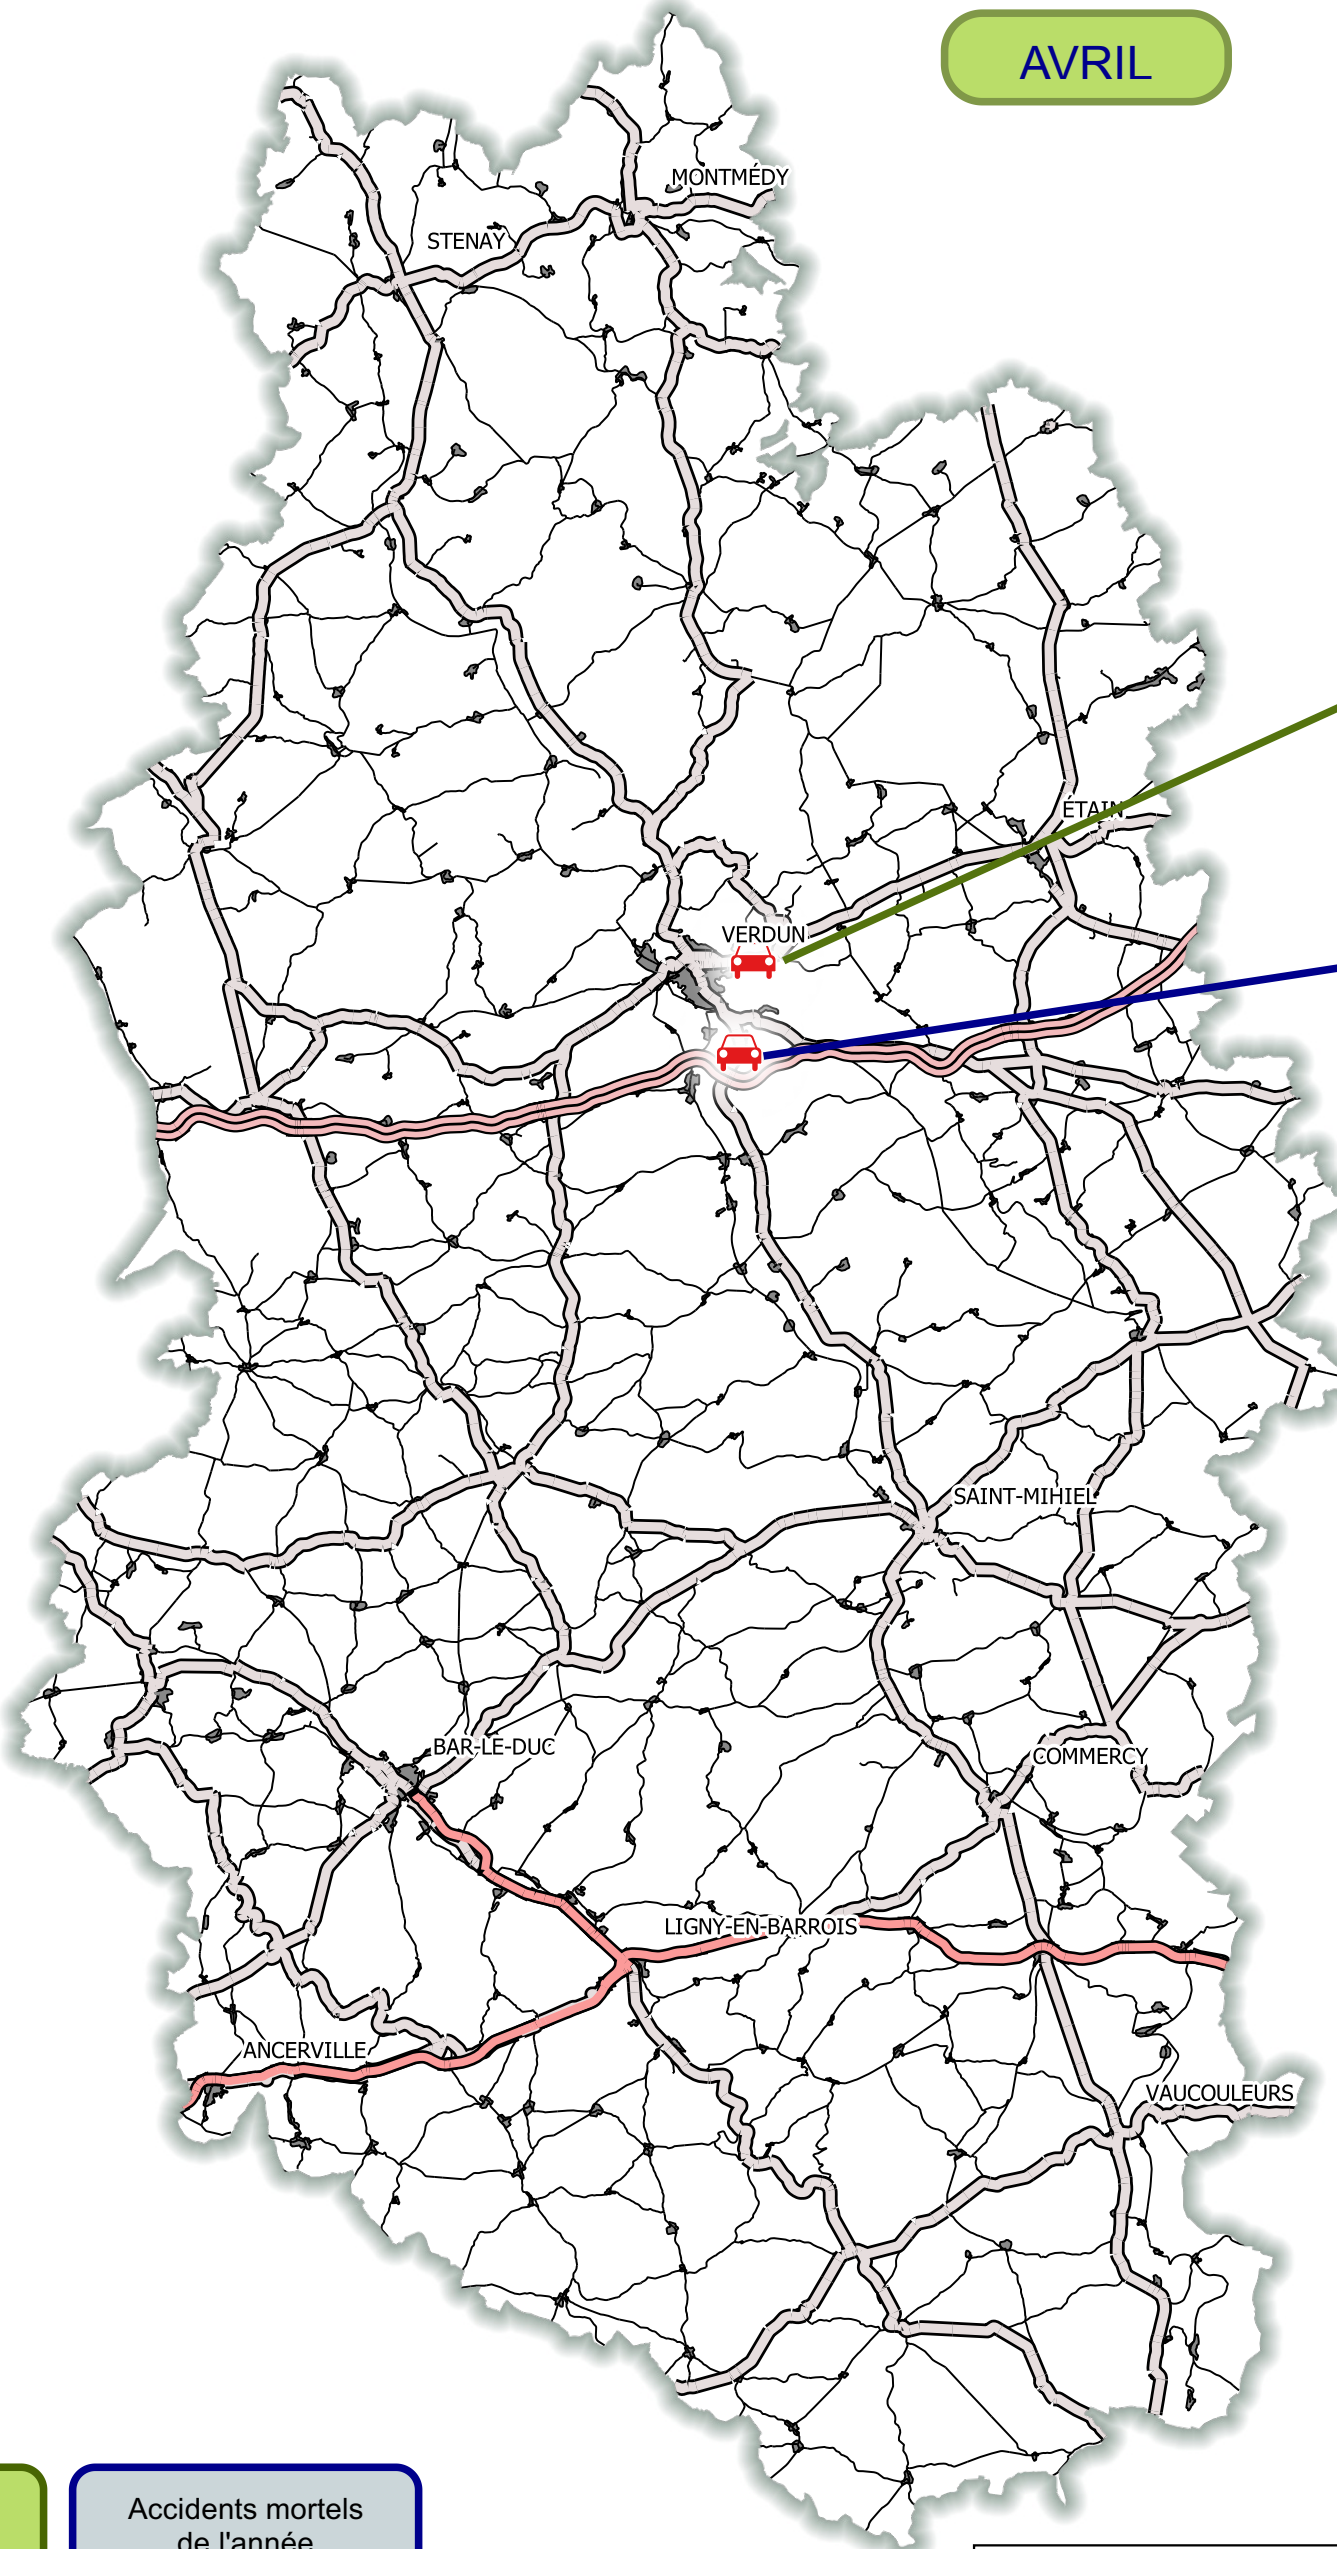 AVRIL
MONTMÉDY
STENAY
ÉTAIN
VERDUN
SAINT-MIHIEL
BAR-LE-DUC
COMMERCY
LIGNY-EN-BARROIS
ANCERVILLE
VAUCOULEURS
Accidents mortels
de l'année